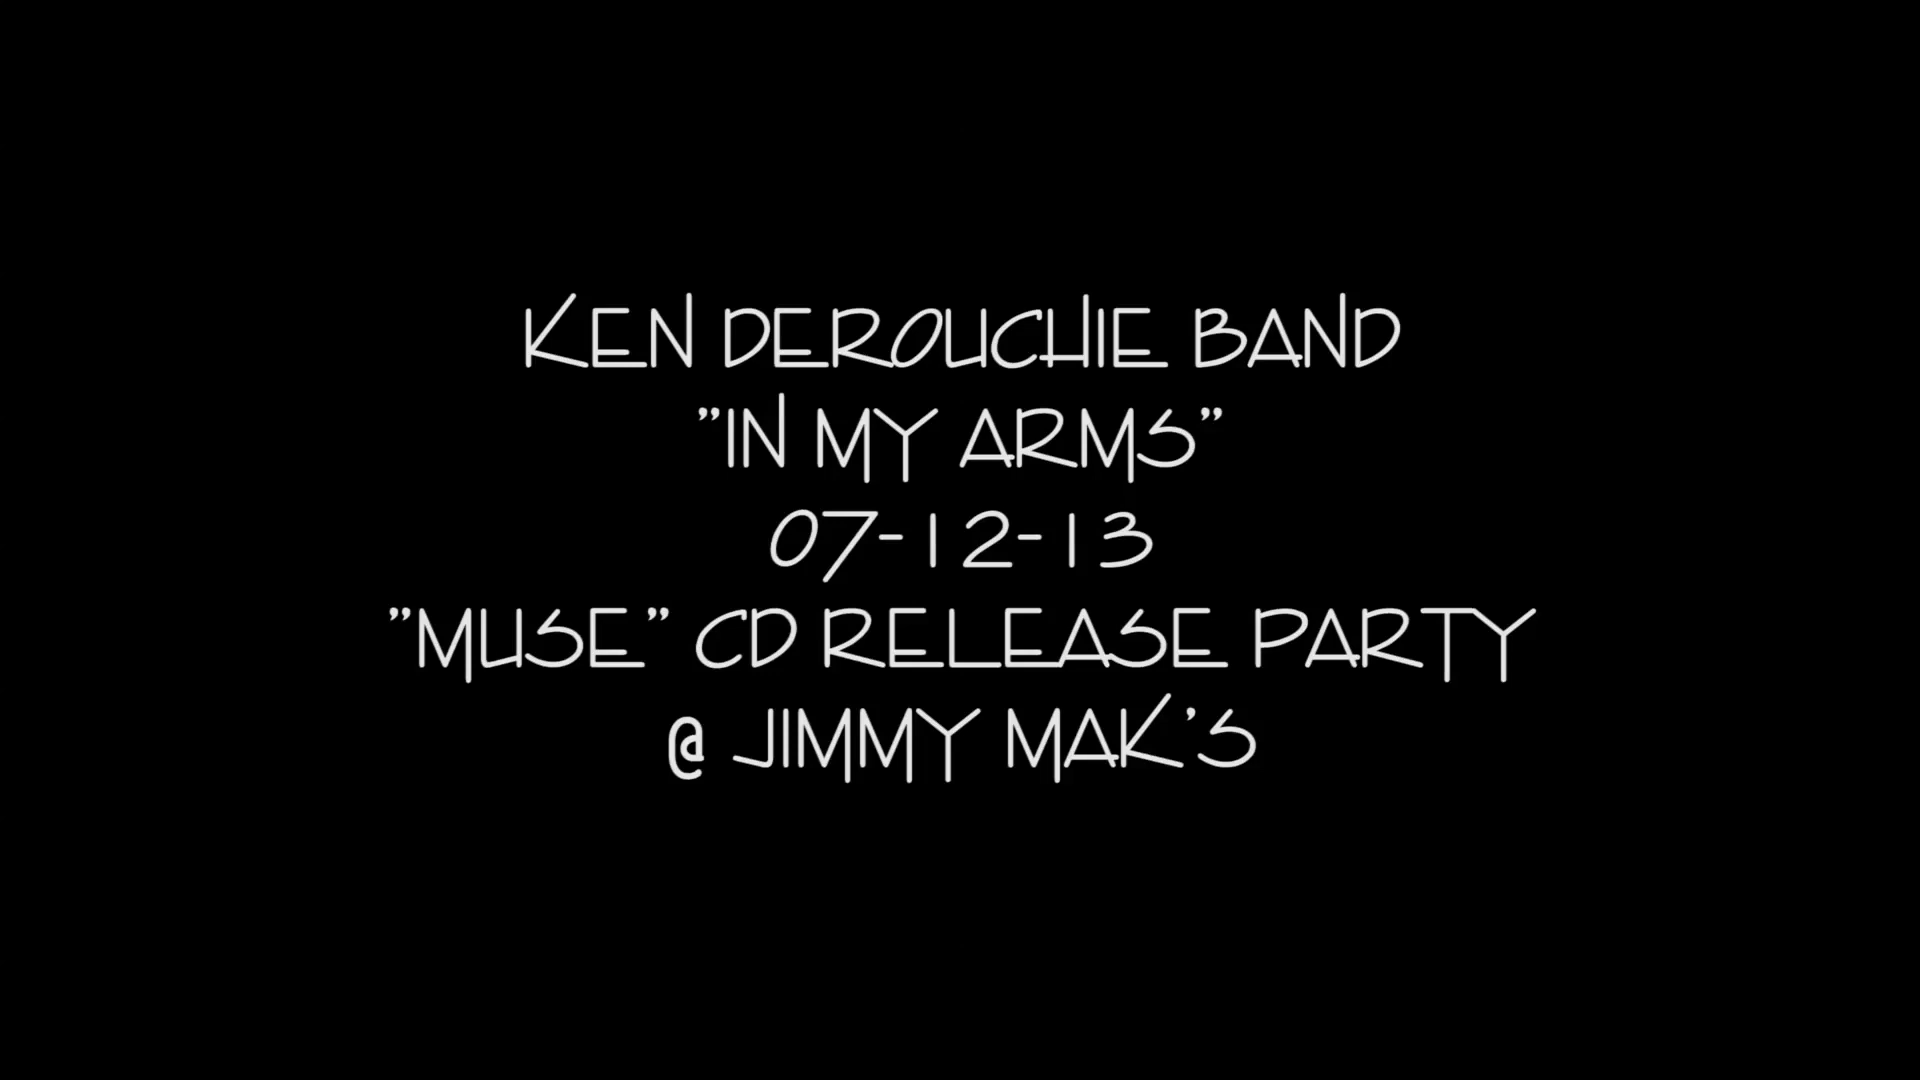 KEN DEROUCHIE BAND
"IN MY ARMS"
07-12-13
"MUSE" CD RELEASE PARTY
@ JIMMY MAK'S